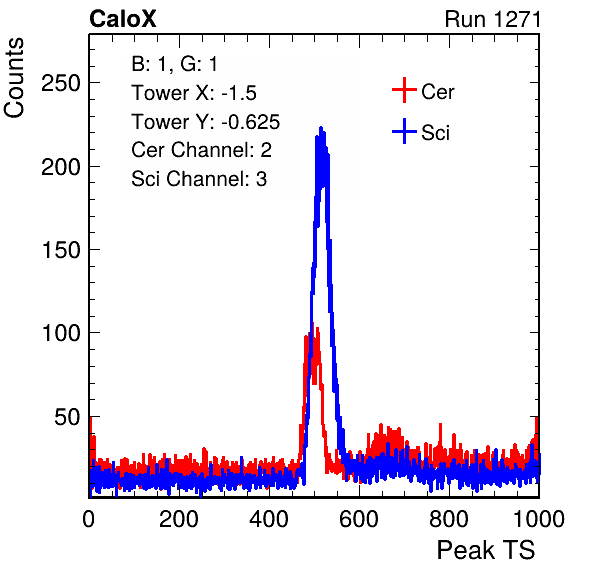 CaloX Run 1271
Counts
B: 1, G: 1
Tower X: -1.5
Tower Y: -0.625
Cer Channel: 2
Sci Channel: 3
Cer
Sci
250
200
150
100
50
0 200 400 600 800 1000
Peak TS